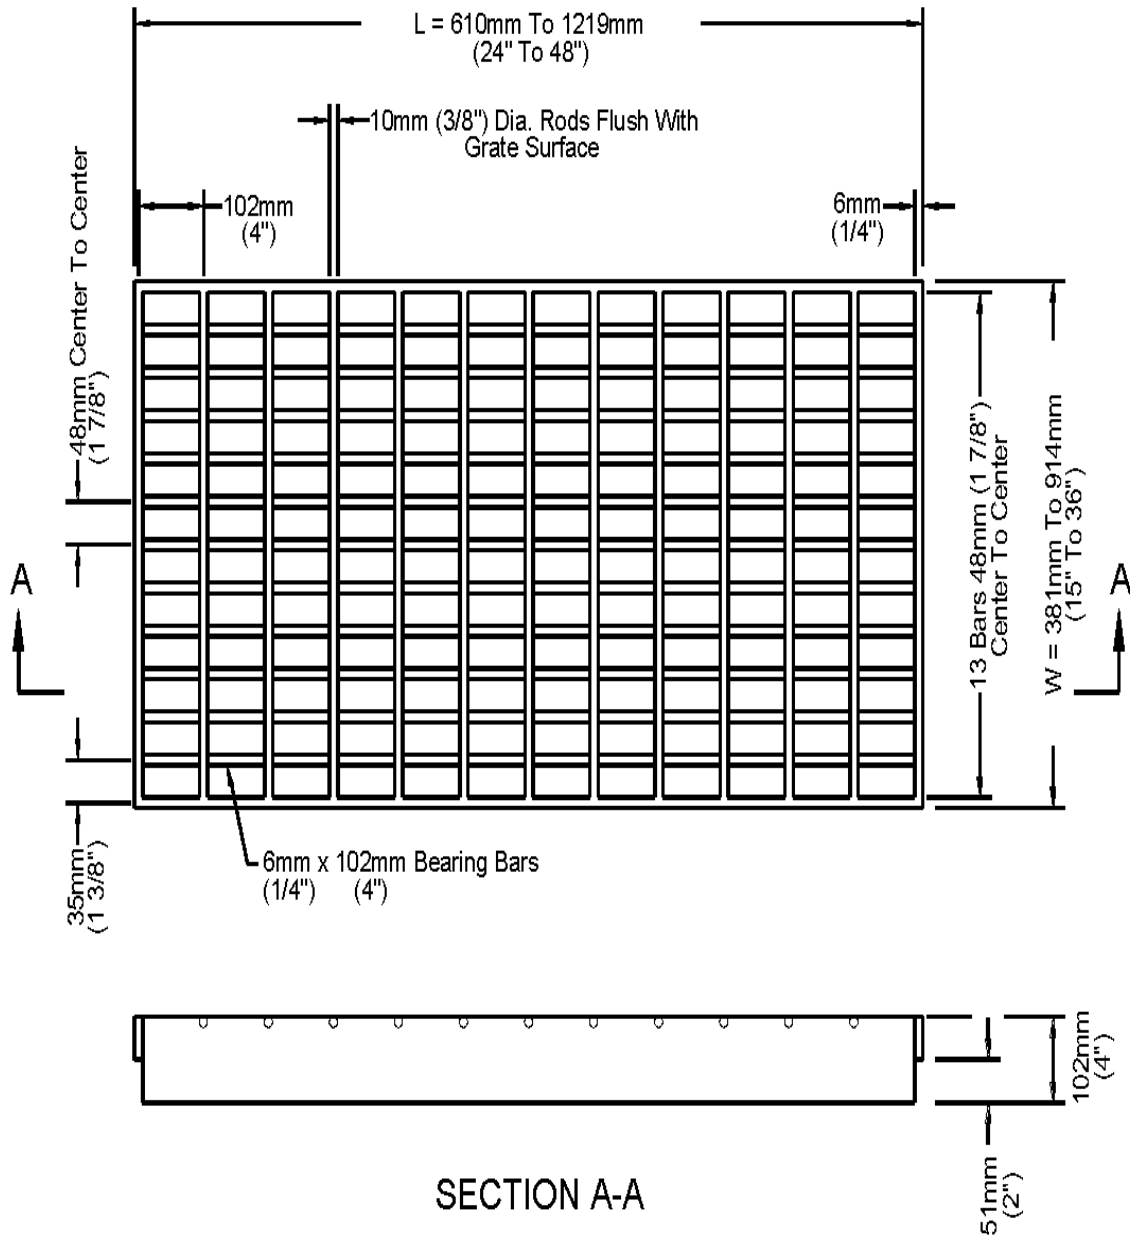 L = 610mm To 1219mm
(24" To 48")
10mm (3/8") Dia. Rods Flush With
Grate Surface
102mm
(4")
6mm
(1/4")
48mm Center To Center
(1 7/8")
13 Bars 48mm (1 7/8")
Center To Center
W = 381mm To 914mm
(15" To 36")
A
A
35mm
(1 3/8")
6mm x 102mm Bearing Bars
(1/4") (4")
102mm
(4")
51mm
(2")
SECTION A-A